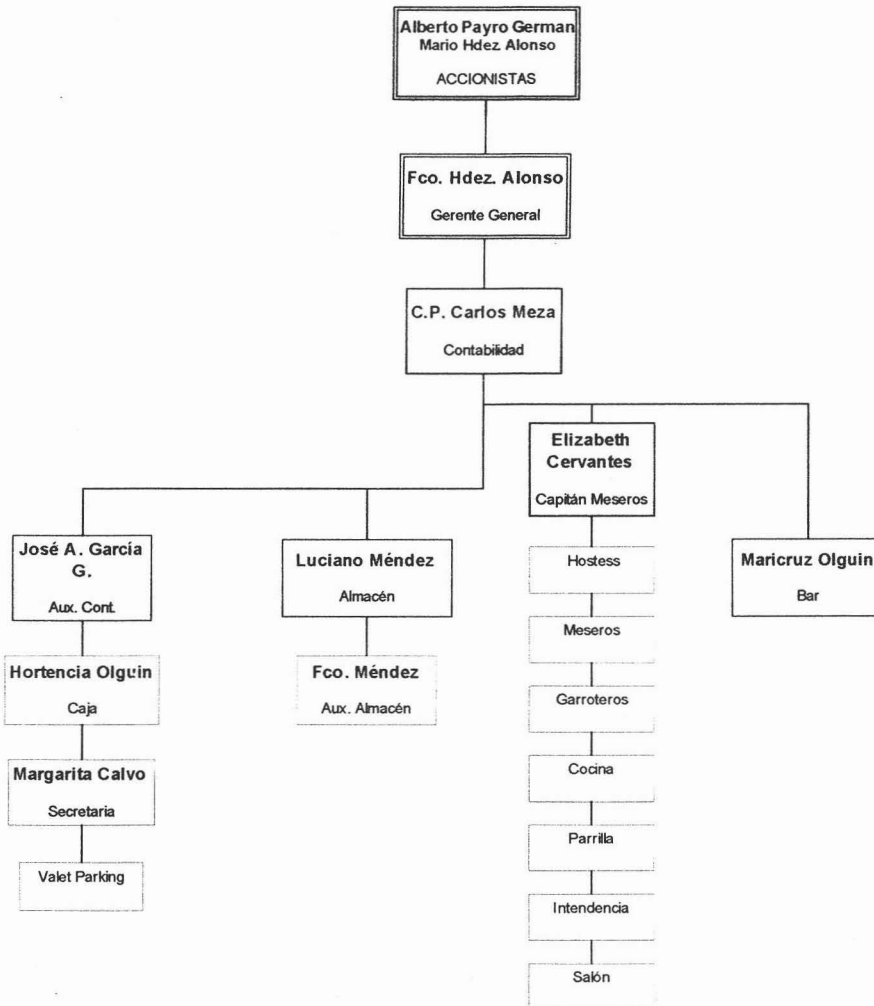 Alberto Payro German
Mario Hdez. Alonso
ACCIONISTAS
Fco. Hdez. Alonso
Gerente General
C.P. Carlos Meza
Contabilidad
Elizabeth
Cervantes
Capitán Meseros
José A. García
G.
Aux. Cont.
Luciano Méndez
Almacén
Hostess
Maricruz Olguin
Bar
Meseros
Hortencia Olguin
Caja
Fco. Méndez
Aux. Almacén
Garroteros
Cocina
Margarita Calvo
Secretaria
Parrilla
Valet Parking
Intendencia
Salón